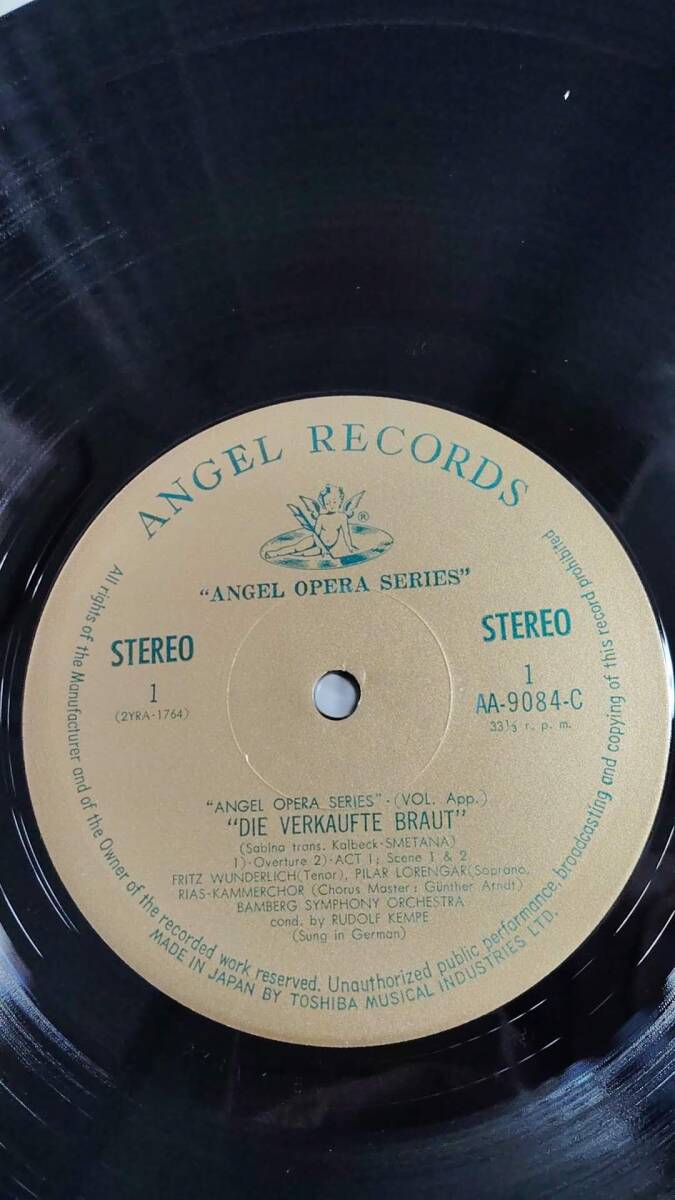 ANGEL RECORDS
®
"ANGEL OPERA SERIES"
STEREO
1
(2YRA-1764)
STEREO
1
AA-9084-C
33⅓ r. p. m.
"ANGEL OPERA SERIES"-(VOL. App.)
"DIE VERKAUFTE BRAUT"
(Sabina trans. Kalbeck-SMETANA)
1)-Overture 2)-ACT 1; Scene 1 & 2
FRITZ WUNDERLICH(Tenor), PILAR LORENGAR(Soprano,
RIAS-KAMMERCHOR (Chorus Master : Günther Arndt)
BAMBERG SYMPHONY ORCHESTRA
cond. by RUDOLF KEMPE
(Sung in German)
All rights of the Manufacturer and of the Owner of the recorded work reserved. Unauthorized public performance, broadcasting and copying of this record prohibited
MADE IN JAPAN BY TOSHIBA MUSICAL INDUSTRIES LTD.